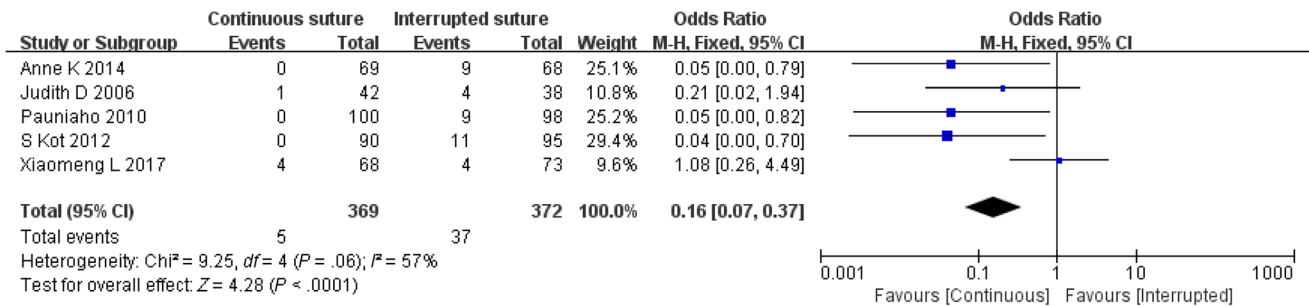 Continuous suture Interrupted suture Odds Ratio Odds Ratio
Study or Subgroup Events Total Events Total Weight M-H, Fixed, 95% CI M-H, Fixed, 95% CI
Anne K 2014 0 69 9 68 25.1% 0.05 [0.00, 0.79]
Judith D 2006 1 42 4 38 10.8% 0.21 [0.02, 1.94]
Pauniaho 2010 0 100 9 98 25.2% 0.05 [0.00, 0.82]
S Kot 2012 0 90 11 95 29.4% 0.04 [0.00, 0.70]
Xiaomeng L 2017 4 68 4 73 9.6% 1.08 [0.26, 4.49]
Total (95% CI) 369 372 100.0% 0.16 [0.07, 0.37]
Total events 5 37
Heterogeneity: Chi² = 9.25, df = 4 (P = .06); I² = 57%
Test for overall effect: Z = 4.28 (P < .0001)
0.001 0.1 1 10 1000
Favours [Continuous] Favours [Interrupted]